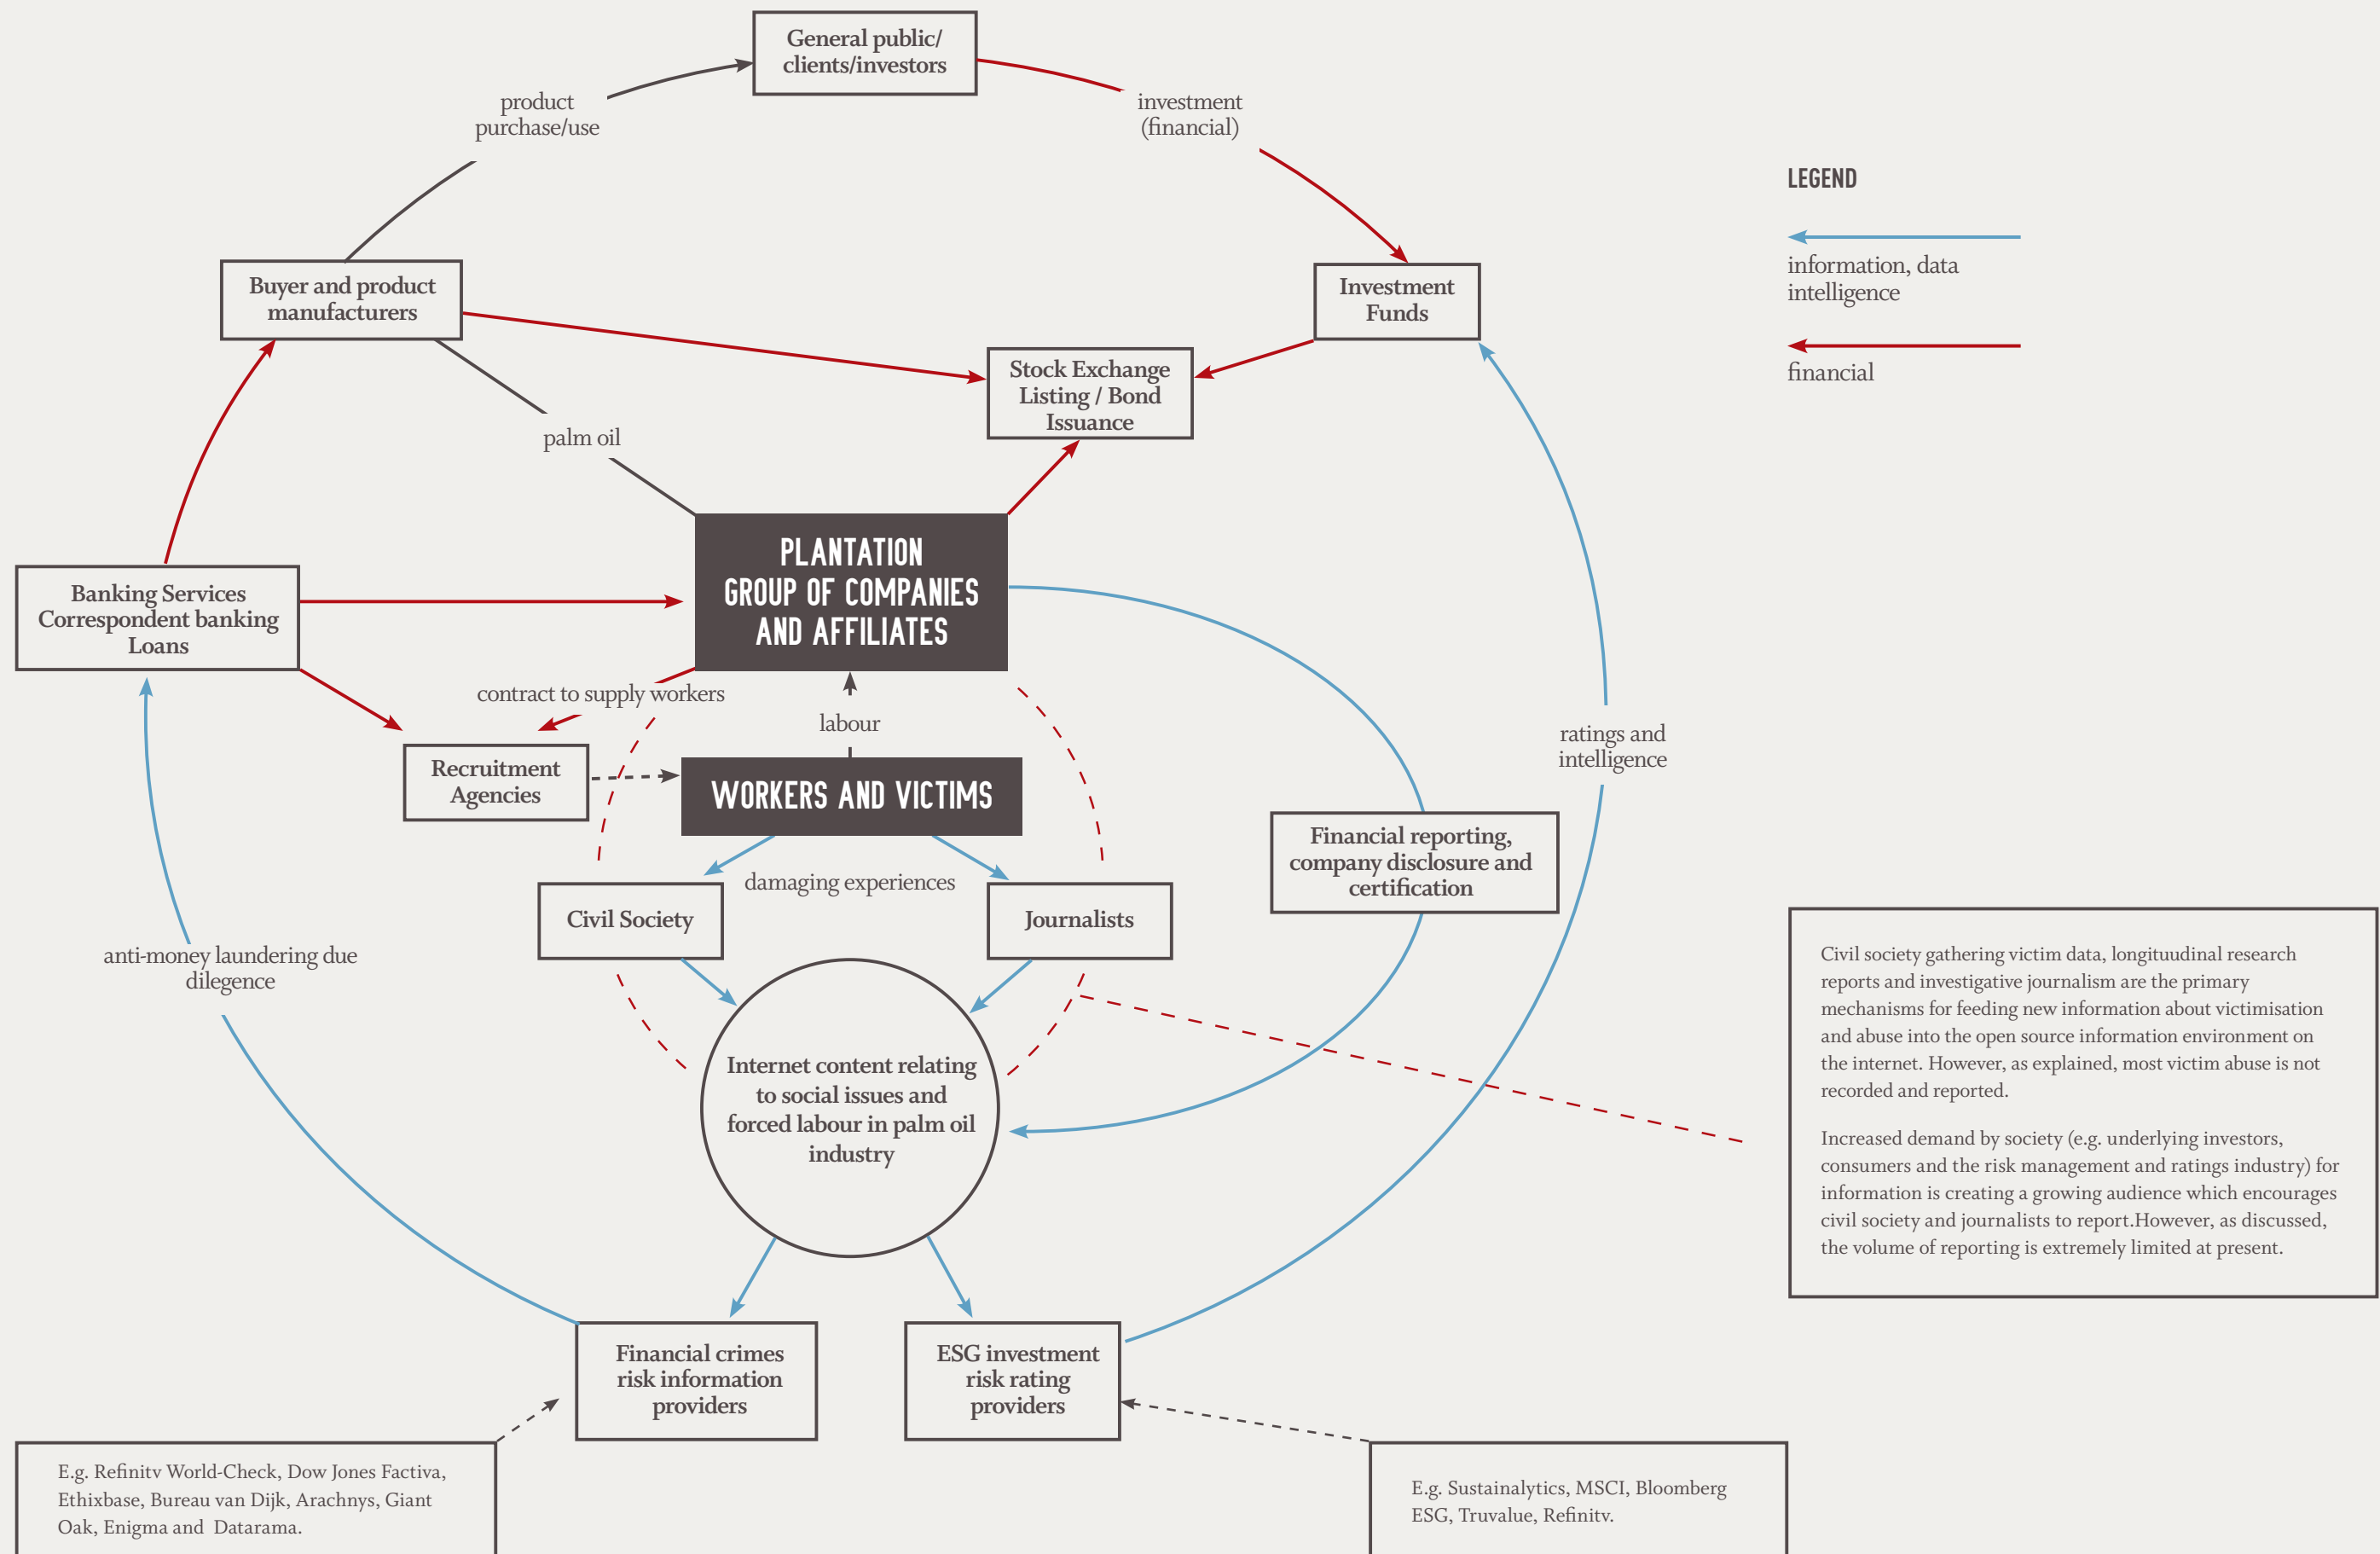 General public/
clients/investors
product
purchase/use
investment
(financial)
LEGEND
information, data
intelligence
financial
Buyer and product
manufacturers
Investment
Funds
Stock Exchange
Listing / Bond
Issuance
palm oil
PLANTATION
GROUP OF COMPANIES
AND AFFILIATES
Banking Services
Correspondent banking
Loans
contract to supply workers
labour
ratings and
intelligence
Recruitment
Agencies
WORKERS AND VICTIMS
Financial reporting,
company disclosure and
certification
damaging experiences
Civil Society
Journalists
anti-money laundering due
dilegence
Civil society gathering victim data, longituudinal research
reports and investigative journalism are the primary
mechanisms for feeding new information about victimisation
and abuse into the open source information environment on
the internet. However, as explained, most victim abuse is not
recorded and reported.
Increased demand by society (e.g. underlying investors,
consumers and the risk management and ratings industry) for
information is creating a growing audience which encourages
civil society and journalists to report.However, as discussed,
the volume of reporting is extremely limited at present.
Internet content relating
to social issues and
forced labour in palm oil
industry
Financial crimes
risk information
providers
ESG investment
risk rating
providers
E.g. Refinitv World-Check, Dow Jones Factiva,
Ethixbase, Bureau van Dijk, Arachnys, Giant
Oak, Enigma and  Datarama.
E.g. Sustainalytics, MSCI, Bloomberg
ESG, Truvalue, Refinitv.